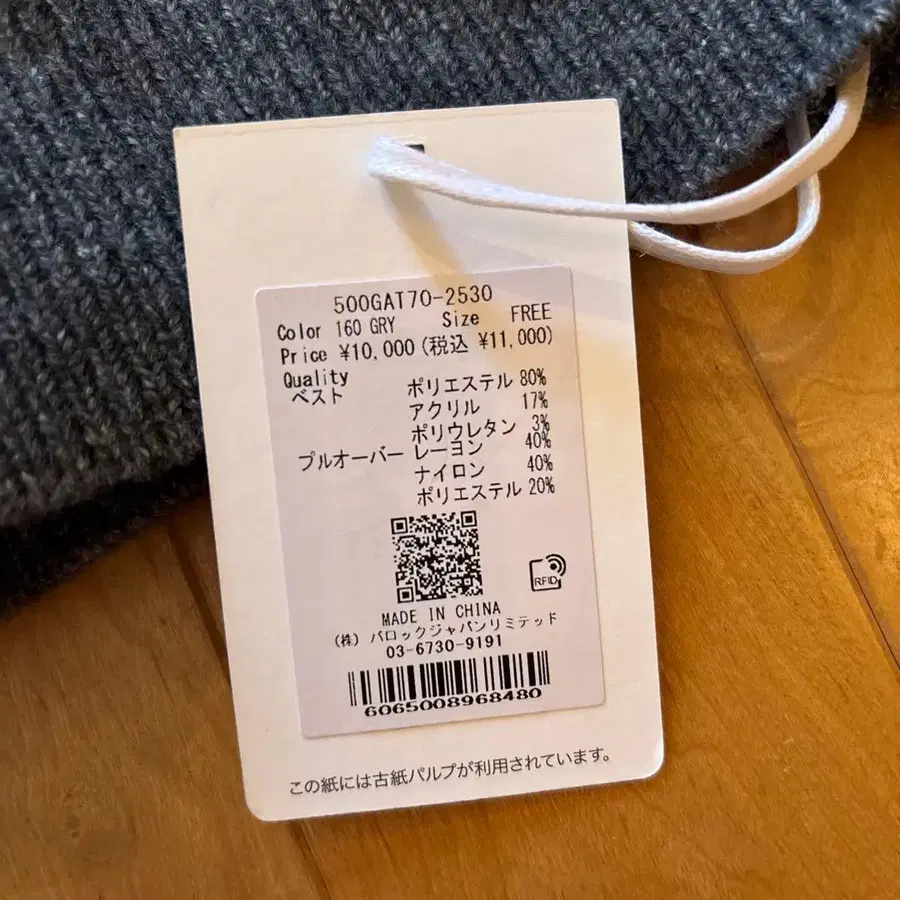 500GAT70-2530
Color 160 GRY Size FREE
Price ¥10,000(税込 ¥11,000)
Quality
ベスト ポリエステル 80%
アクリル 17%
ポリウレタン 3%
プルオーバー レーヨン 40%
ナイロン 40%
ポリエステル 20%
RFID
MADE IN CHINA
(株) バロックジャパンリミテッド
03-6730-9191
6065008968480
この紙には古紙パルプが利用されています。